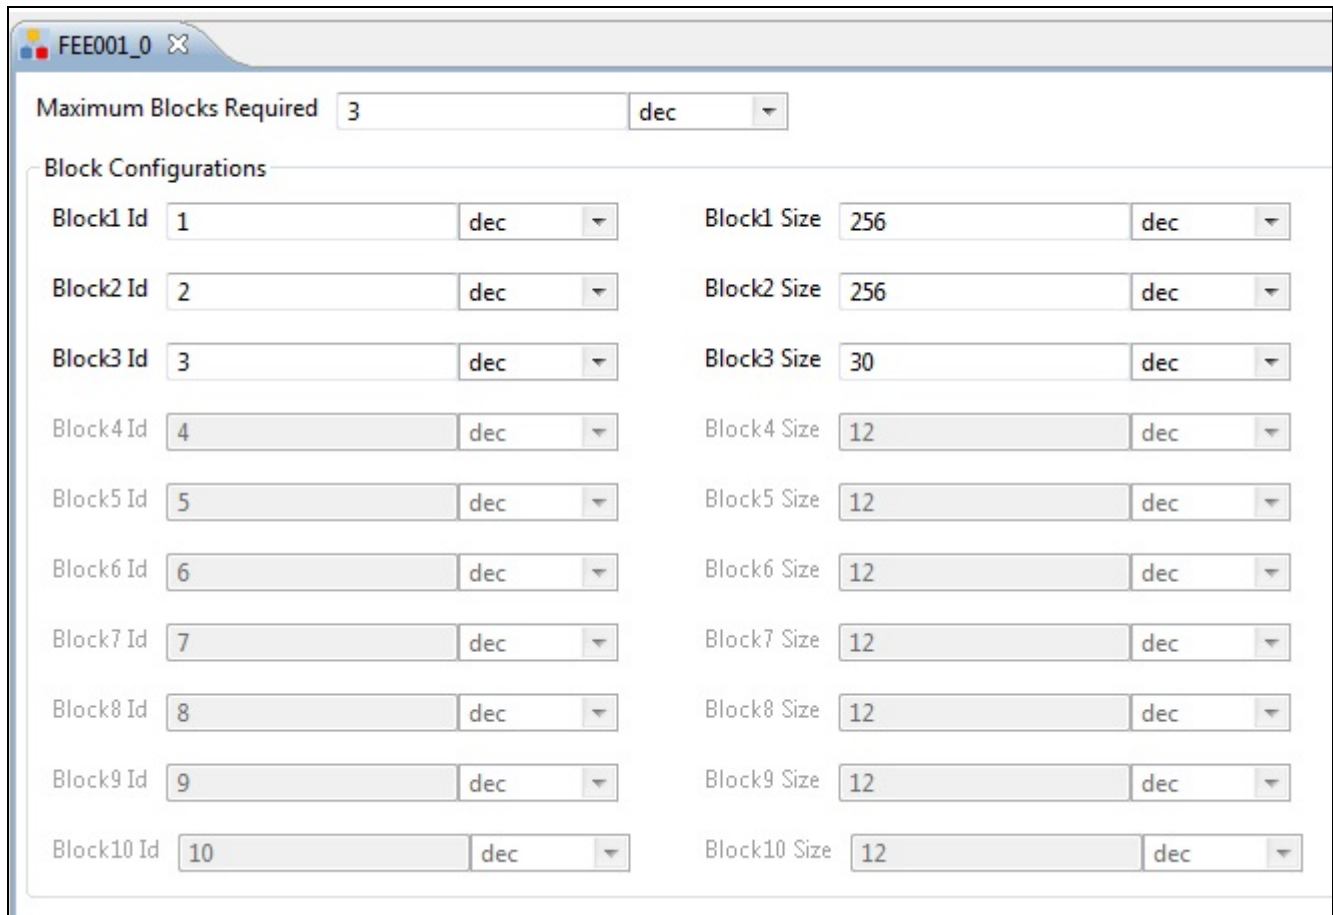 FEE001_0
Maximum Blocks Required 3 dec
Block Configurations
Block1 Id 1 dec Block1 Size 256 dec
Block2 Id 2 dec Block2 Size 256 dec
Block3 Id 3 dec Block3 Size 30 dec
Block4 Id 4 dec Block4 Size 12 dec
Block5 Id 5 dec Block5 Size 12 dec
Block6 Id 6 dec Block6 Size 12 dec
Block7 Id 7 dec Block7 Size 12 dec
Block8 Id 8 dec Block8 Size 12 dec
Block9 Id 9 dec Block9 Size 12 dec
Block10 Id 10 dec Block10 Size 12 dec